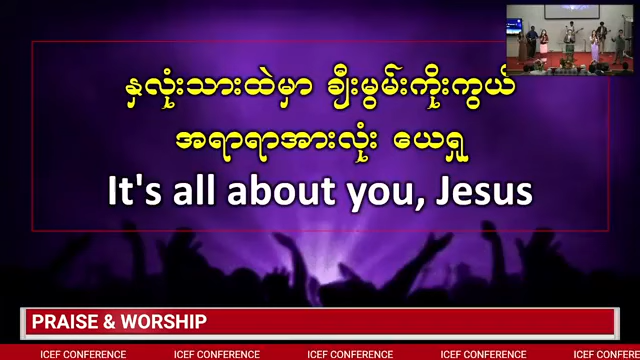 နှလုံးသားထဲမှာ ချီးမွမ်းကိုးကွယ်
အရာရာအားလုံး ယေရှု
It's all about you, Jesus
PRAISE & WORSHIP
ICEF CONFERENCE ICEF CONFERENCE ICEF CONFERENCE ICEF CONFERENCE ICEF CONFERE